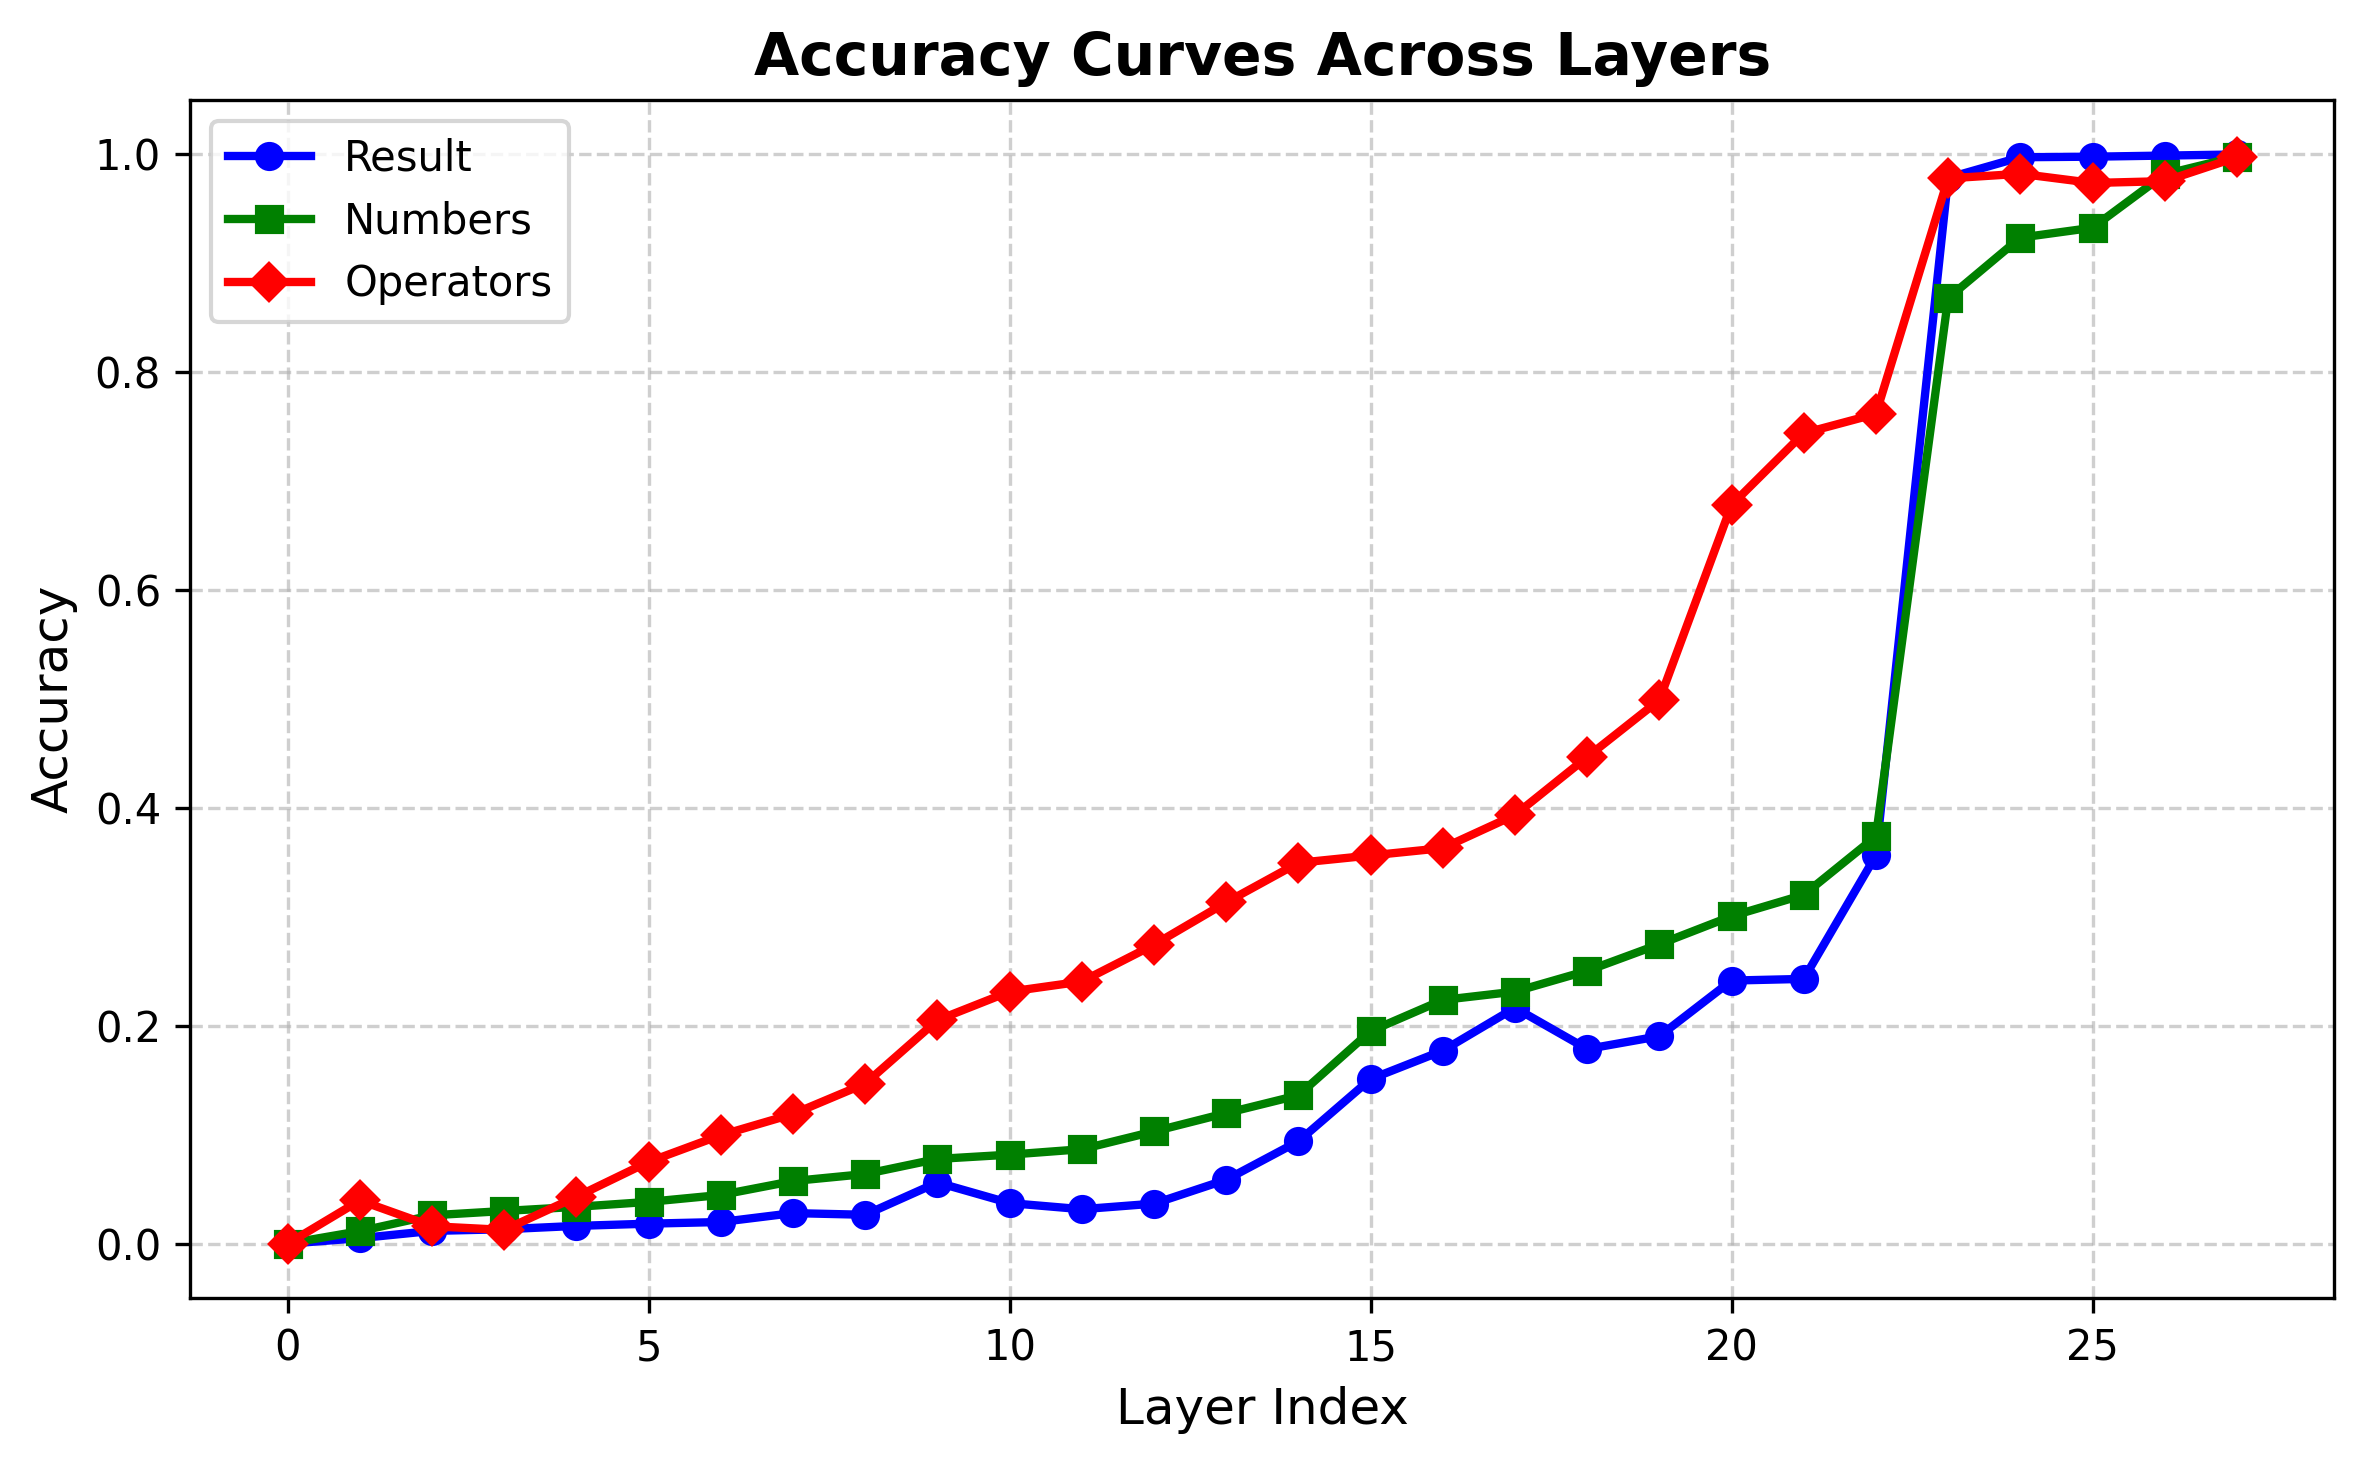 Accuracy Curves Across Layers
Result
Numbers
Operators
1.0
0.8
0.6
0.4
0.2
0.0
Accuracy
0 5 10 15 20 25
Layer Index